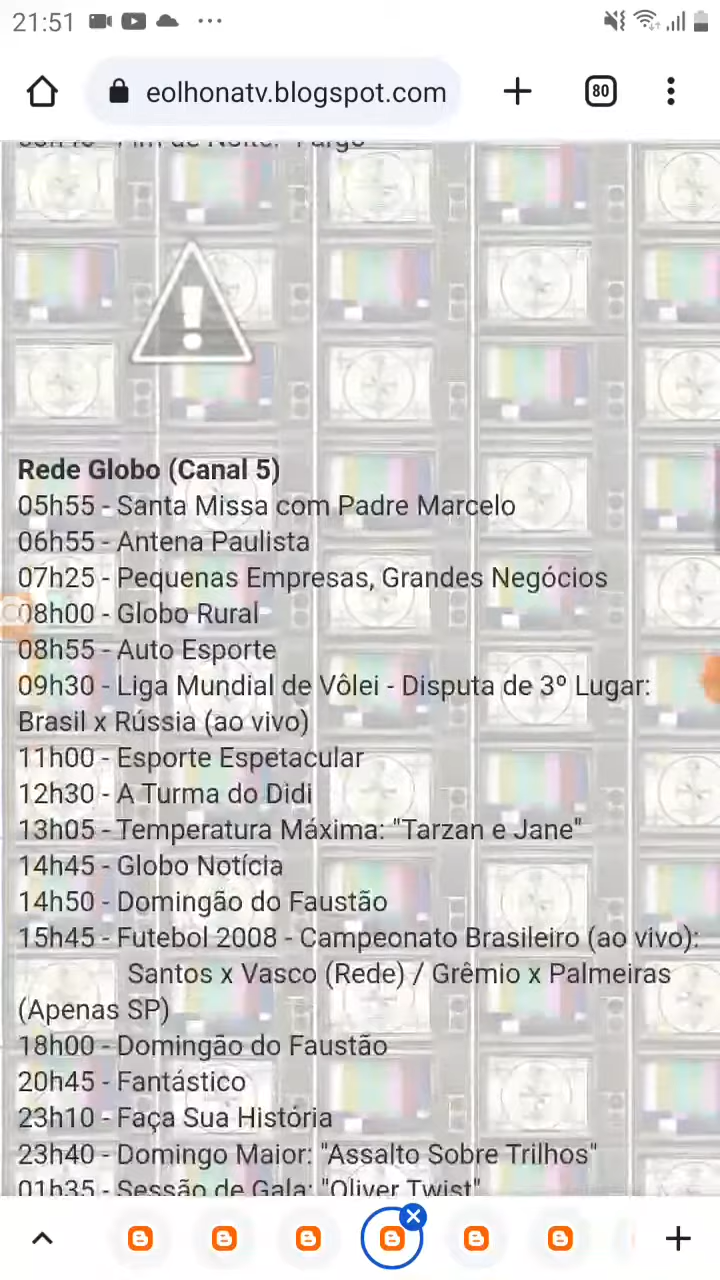 21:51
eolhonatv.blogspot.com
80
Rede Globo (Canal 5)
05h55 - Santa Missa com Padre Marcelo
06h55 - Antena Paulista
07h25 - Pequenas Empresas, Grandes Negócios
08h00 - Globo Rural
08h55 - Auto Esporte
09h30 - Liga Mundial de Vôlei - Disputa de 3º Lugar:
Brasil x Rússia (ao vivo)
11h00 - Esporte Espetacular
12h30 - A Turma do Didi
13h05 - Temperatura Máxima: "Tarzan e Jane"
14h45 - Globo Notícia
14h50 - Domingão do Faustão
15h45 - Futebol 2008 - Campeonato Brasileiro (ao vivo):
Santos x Vasco (Rede) / Grêmio x Palmeiras
(Apenas SP)
18h00 - Domingão do Faustão
20h45 - Fantástico
23h10 - Faça Sua História
23h40 - Domingo Maior: "Assalto Sobre Trilhos"
01h35 - Sessão de Gala: "Oliver Twist"